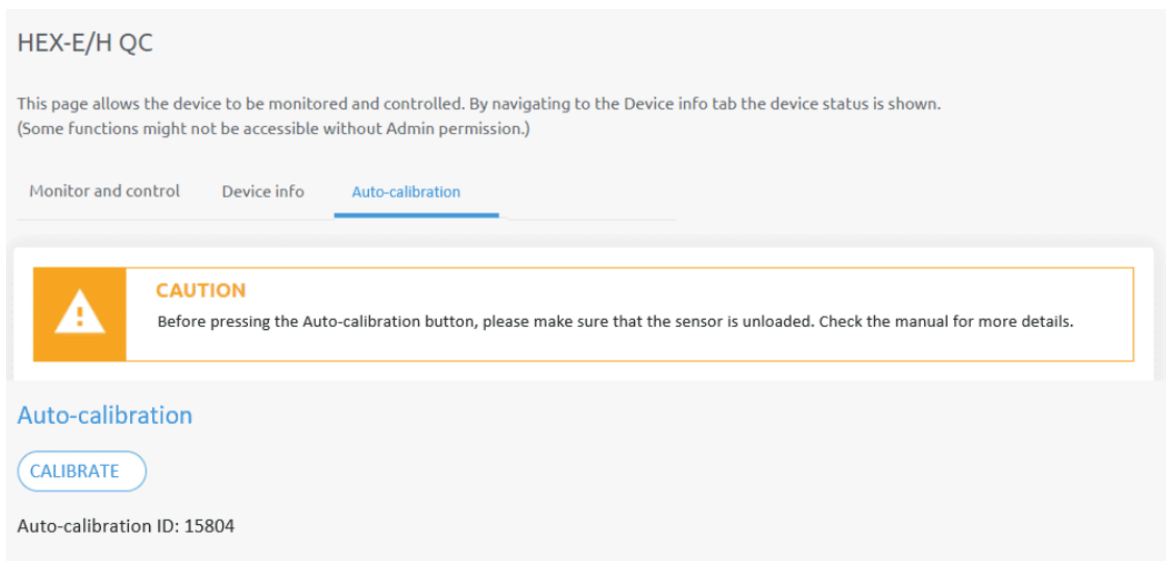 HEX-E/H QC
This page allows the device to be monitored and controlled. By navigating to the Device info tab the device status is shown.
(Some functions might not be accessible without Admin permission.)
Monitor and control Device info Auto-calibration
CAUTION
Before pressing the Auto-calibration button, please make sure that the sensor is unloaded. Check the manual for more details.
Auto-calibration
CALIBRATE
Auto-calibration ID: 15804